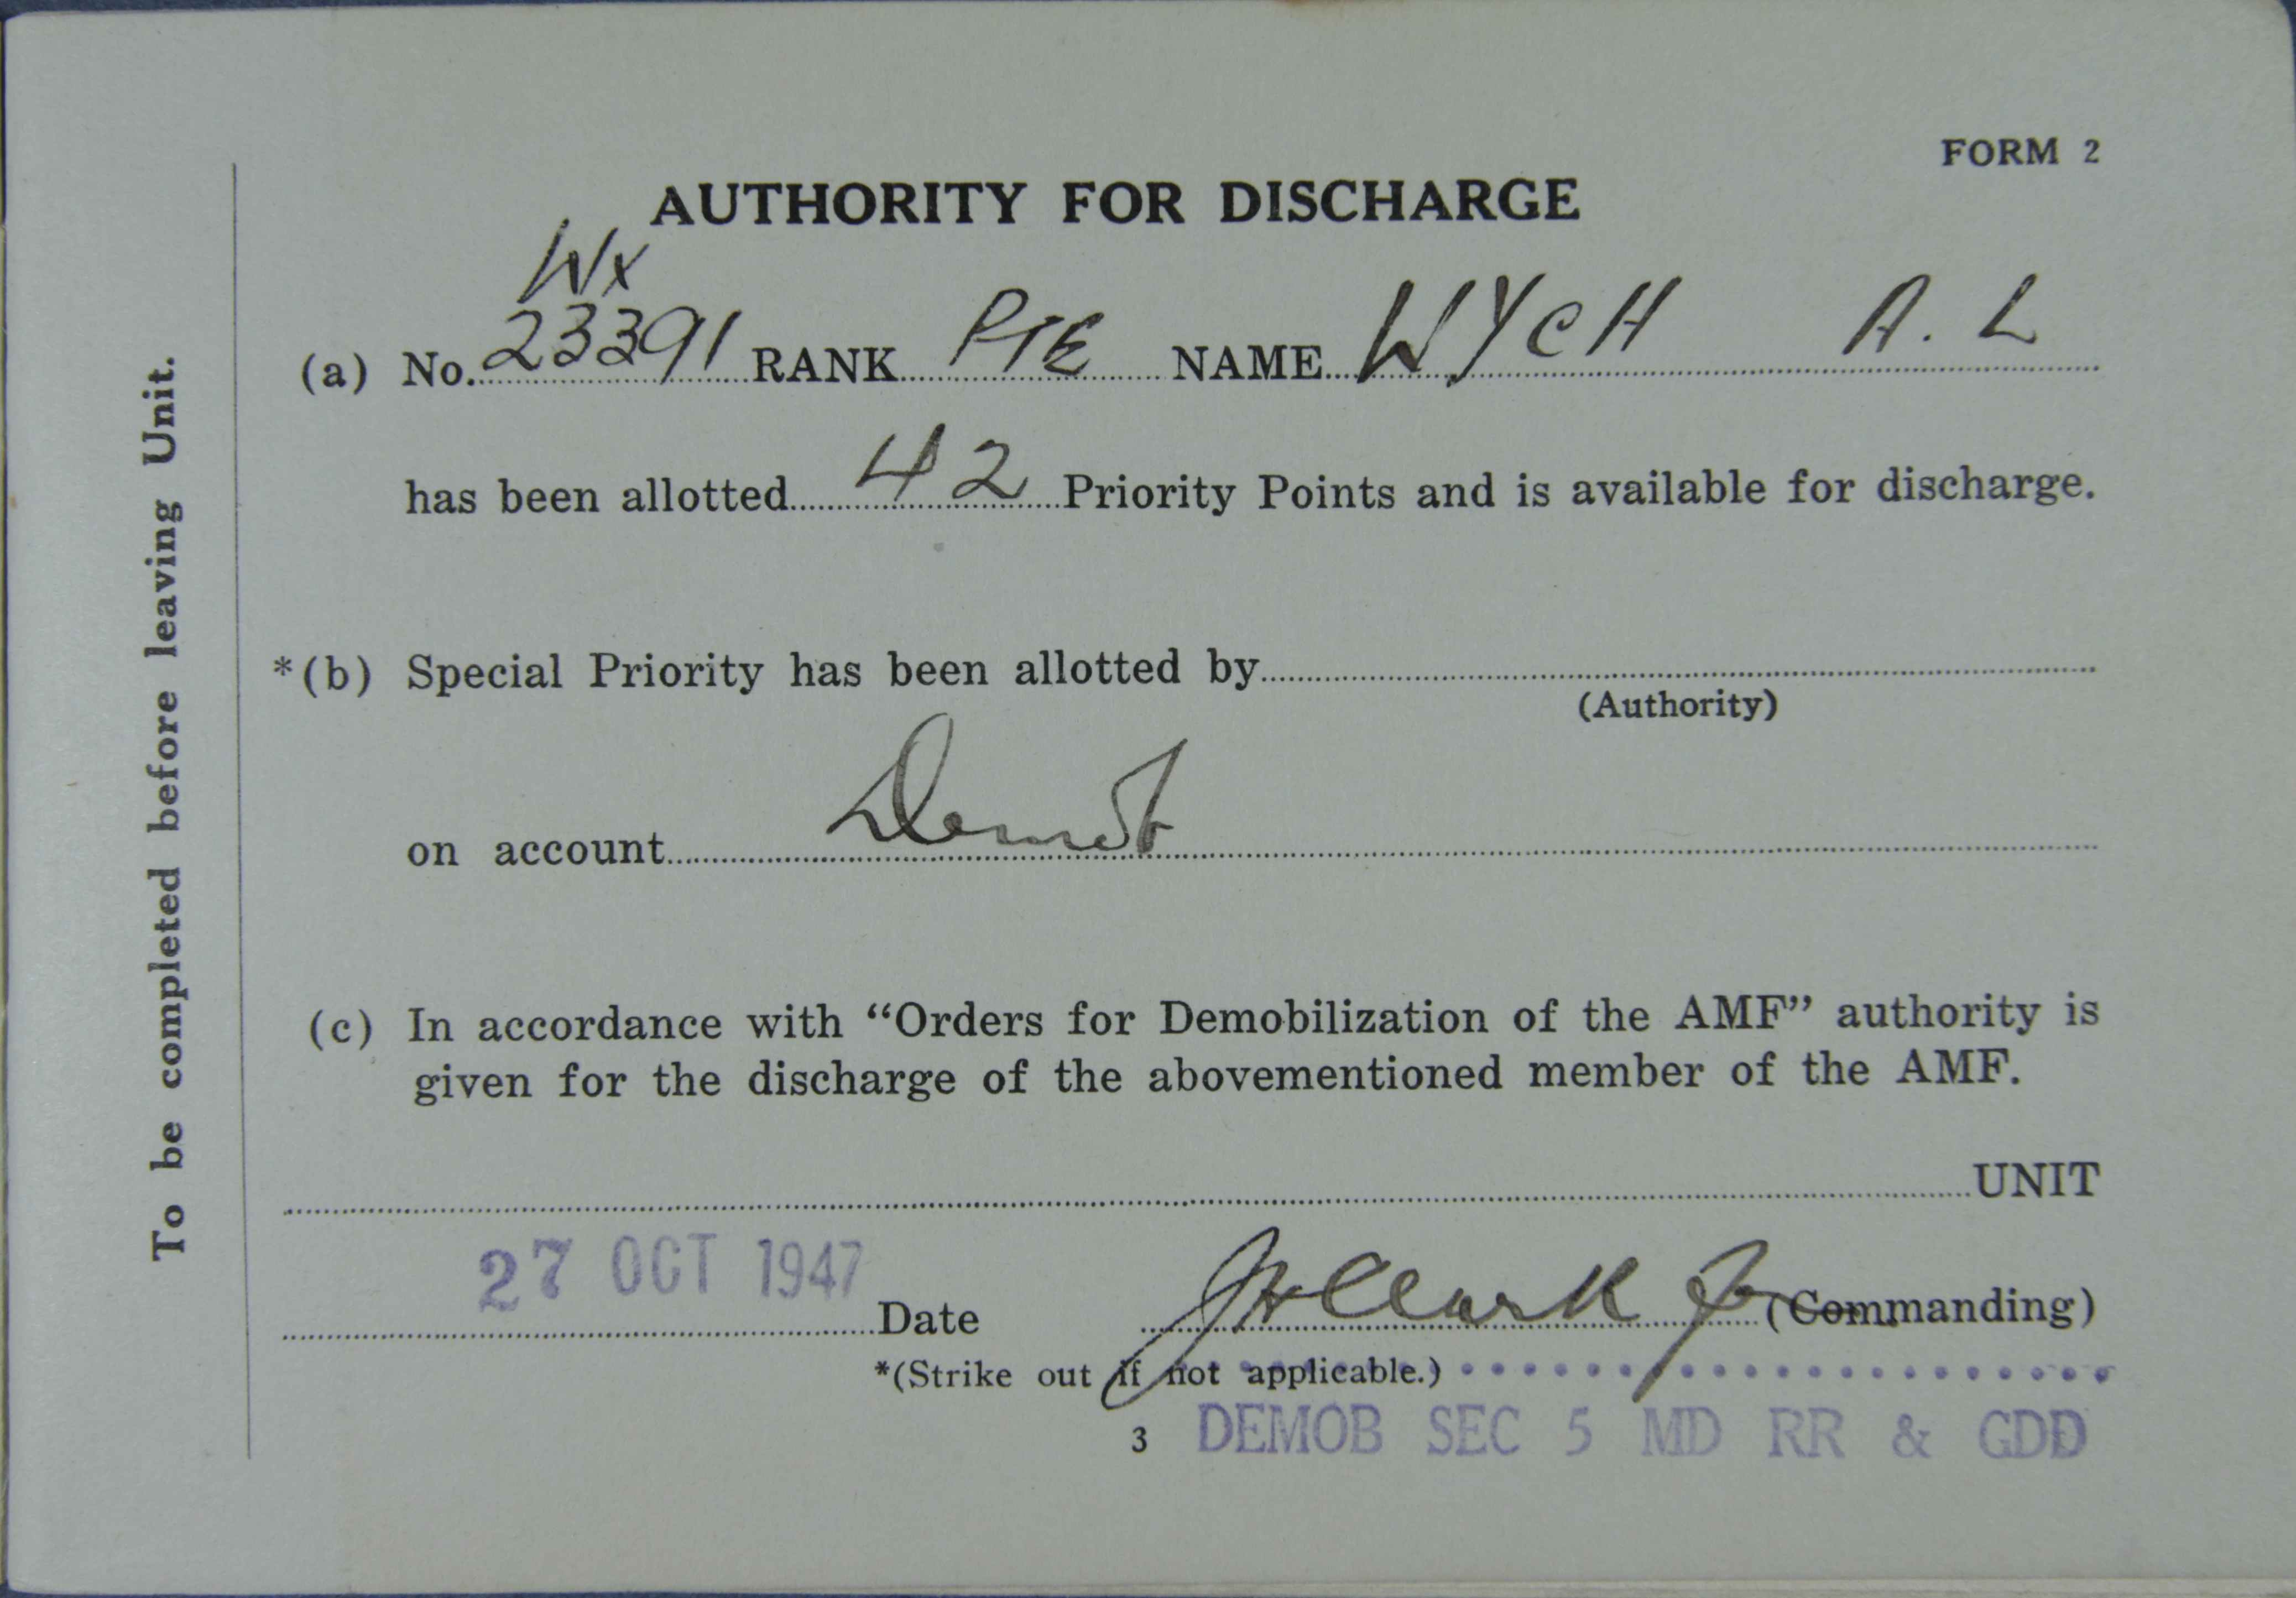 FORM 2
AUTHORITY FOR DISCHARGE
WX
(a) No. 23391 RANK PTE NAME WYCH A. L
has been allotted 42 Priority Points and is available for discharge.
*(b) Special Priority has been allotted by
(Authority)
on account Demob
(c) In accordance with “Orders for Demobilization of the AMF” authority is
given for the discharge of the abovementioned member of the AMF.
UNIT
27 OCT 1947 Date Clark (Commanding)
*(Strike out if not applicable.)
3 DEMOB SEC 5 MD RR & GDD
To be completed before leaving Unit.